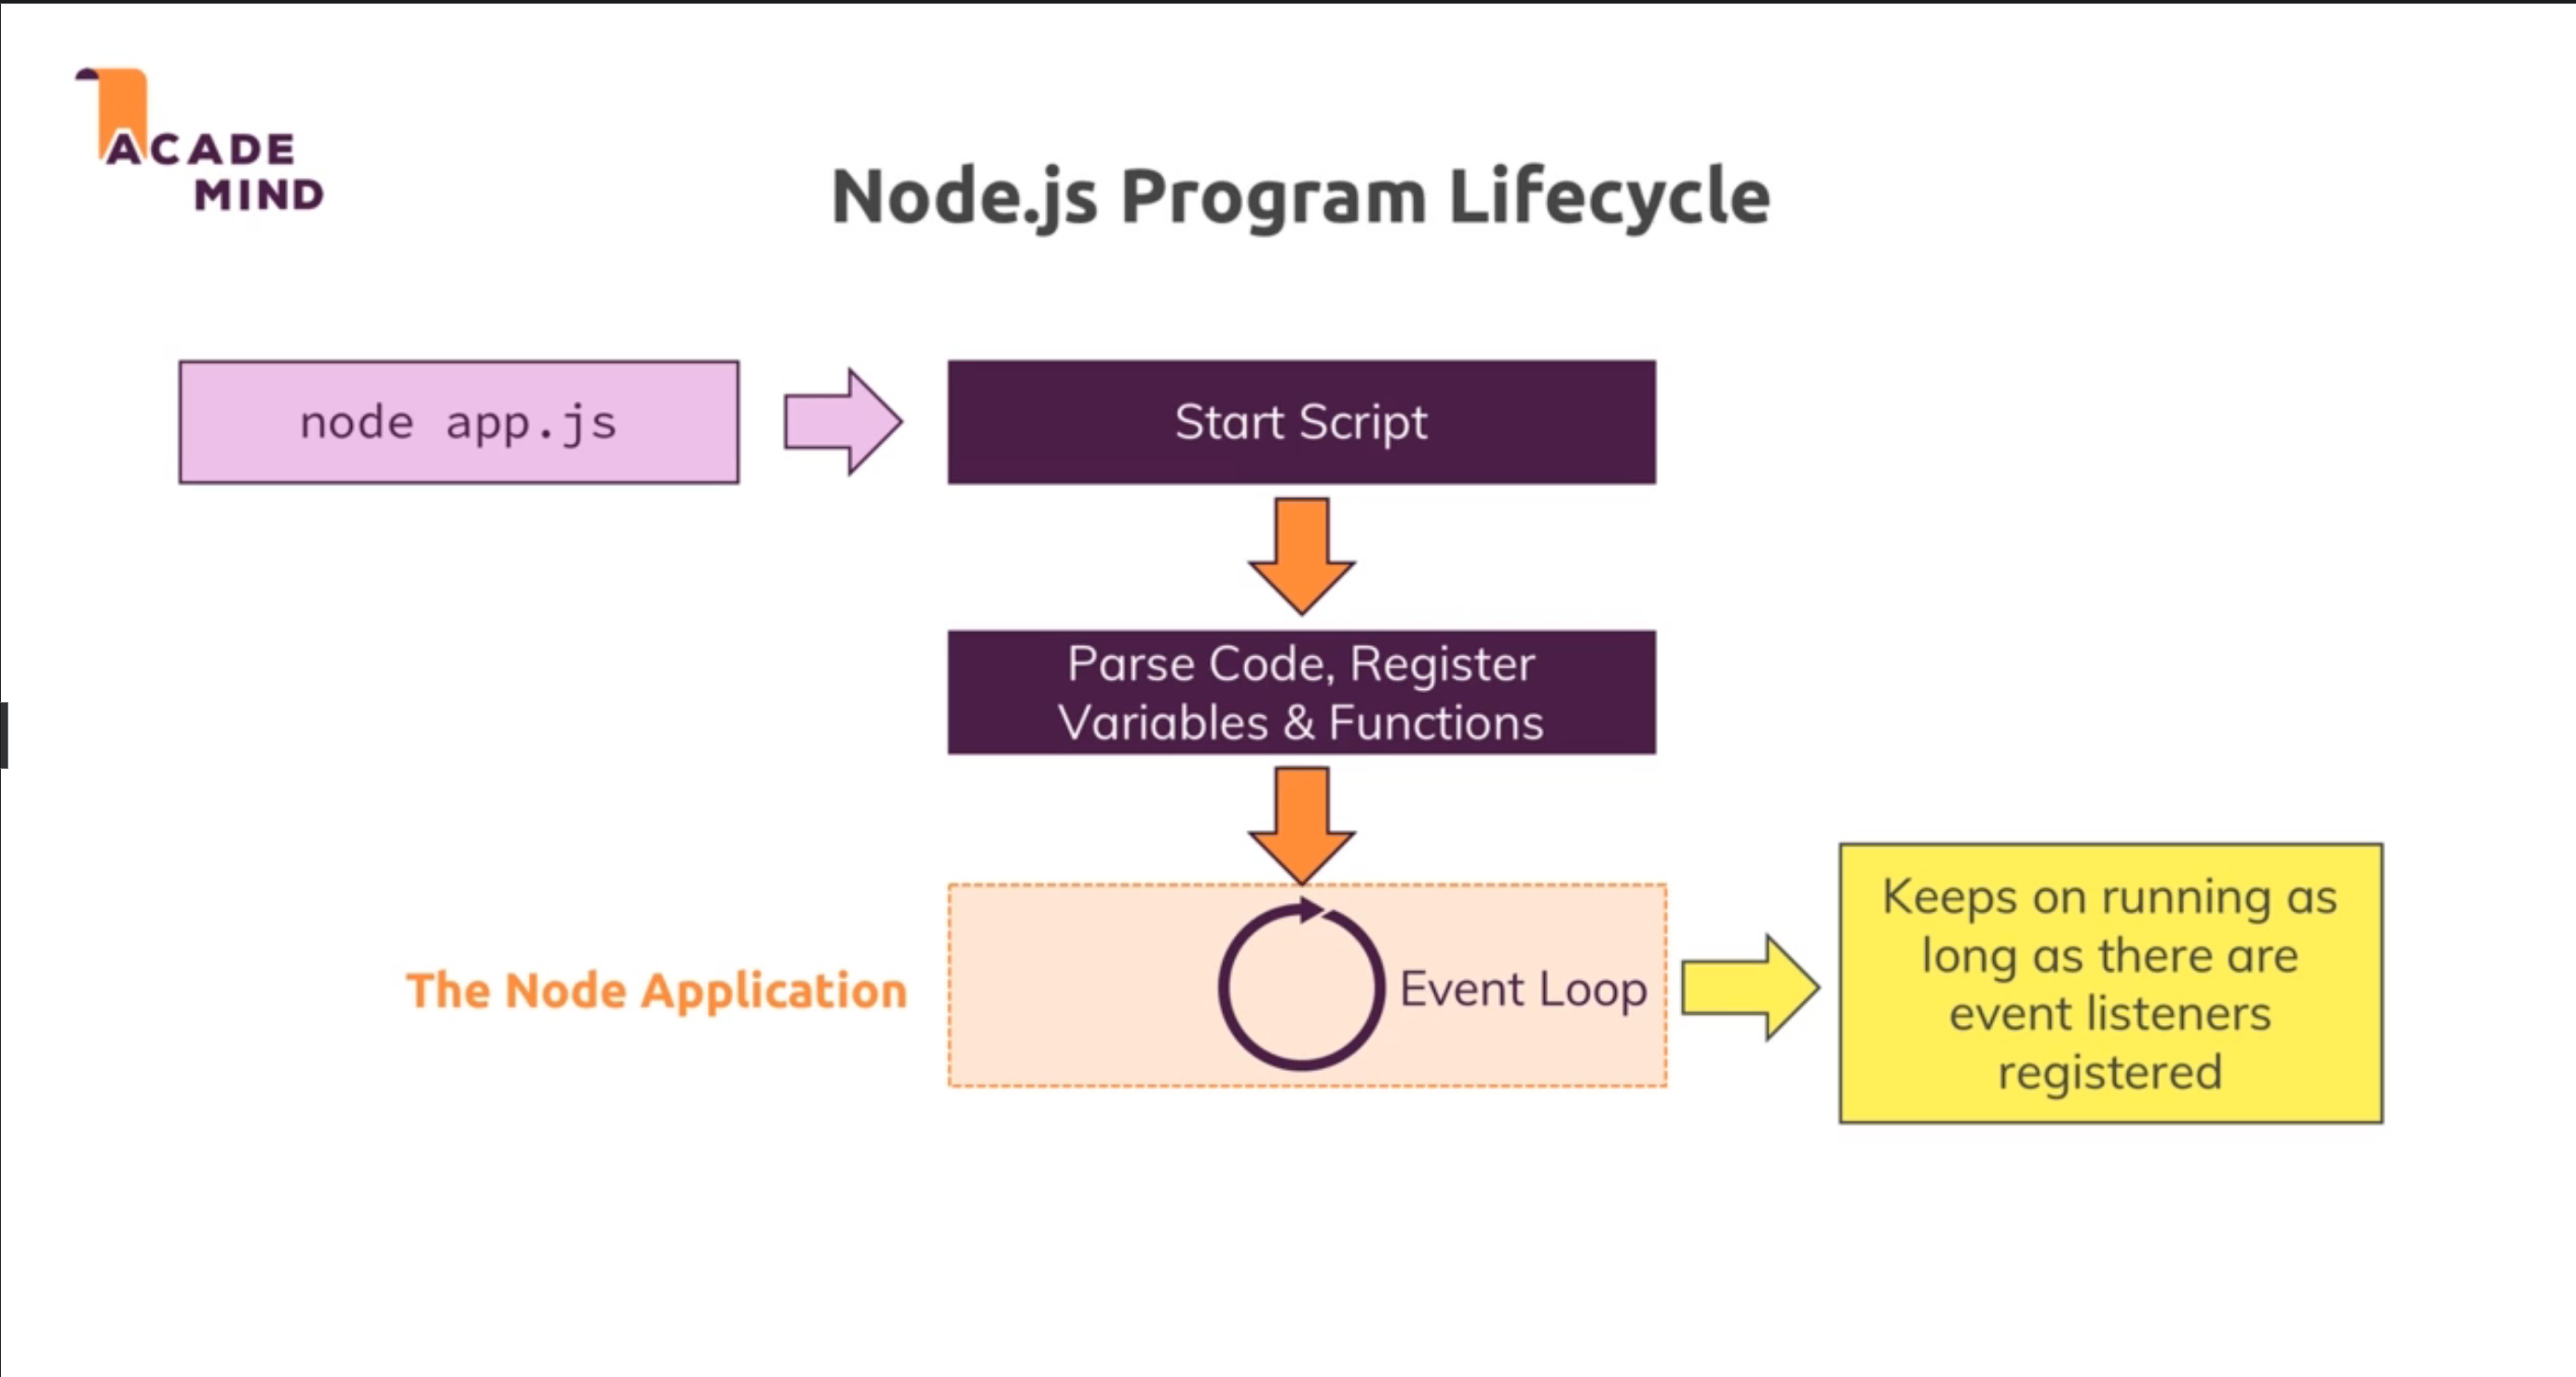 ACADE
MIND
Node.js Program Lifecycle
node app.js
Start Script
Parse Code, Register
Variables & Functions
The Node Application
Event Loop
Keeps on running as
long as there are
event listeners
registered